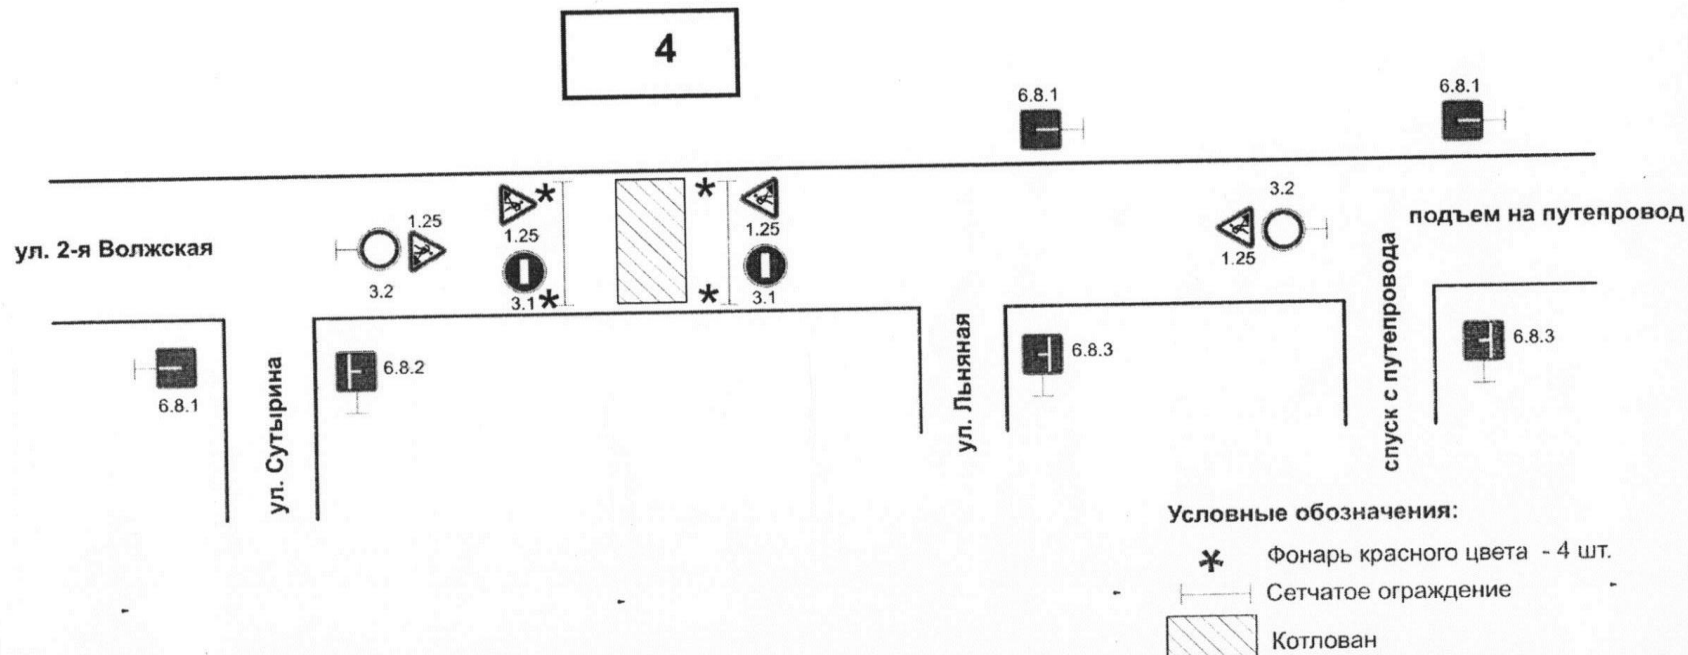 4
6.8.1
6.8.1
3.2
подъем на путепровод
ул. 2-я Волжская
1.25
1.25
1.25
1.25
3.2
3.1
3.1
6.8.1
6.8.2
6.8.3
6.8.3
ул. Сутырина
ул. Льняная
спуск с путепровода
Условные обозначения:
* Фонарь красного цвета - 4 шт.
Сетчатое ограждение
Котлован